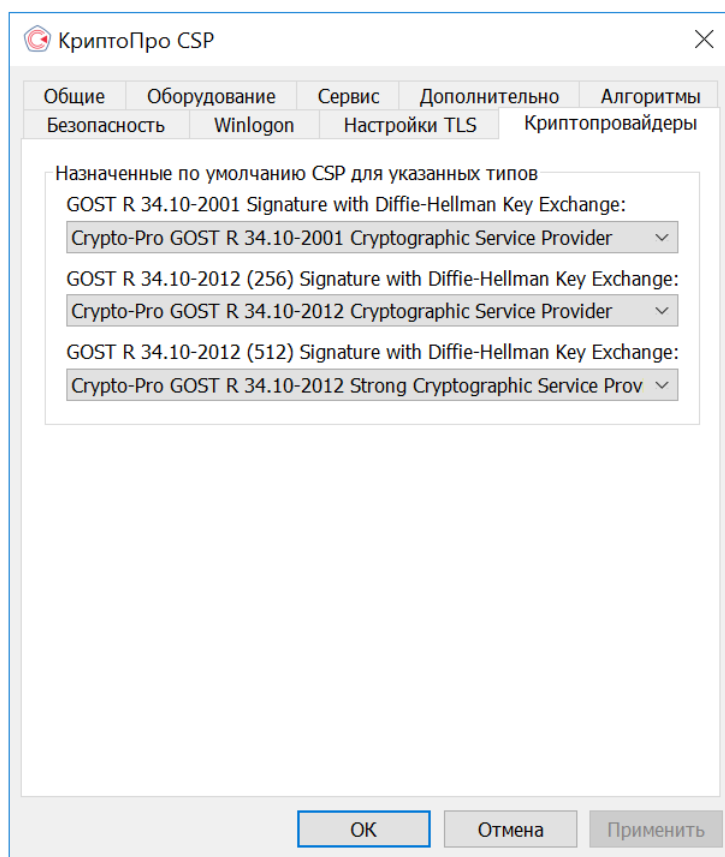 КриптоПро CSP
Общие Оборудование Сервис Дополнительно Алгоритмы
Безопасность Winlogon Настройки TLS Криптопровайдеры
Назначенные по умолчанию CSP для указанных типов
GOST R 34.10-2001 Signature with Diffie-Hellman Key Exchange:
Crypto-Pro GOST R 34.10-2001 Cryptographic Service Provider
GOST R 34.10-2012 (256) Signature with Diffie-Hellman Key Exchange:
Crypto-Pro GOST R 34.10-2012 Cryptographic Service Provider
GOST R 34.10-2012 (512) Signature with Diffie-Hellman Key Exchange:
Crypto-Pro GOST R 34.10-2012 Strong Cryptographic Service Prov
ОК Отмена Применить